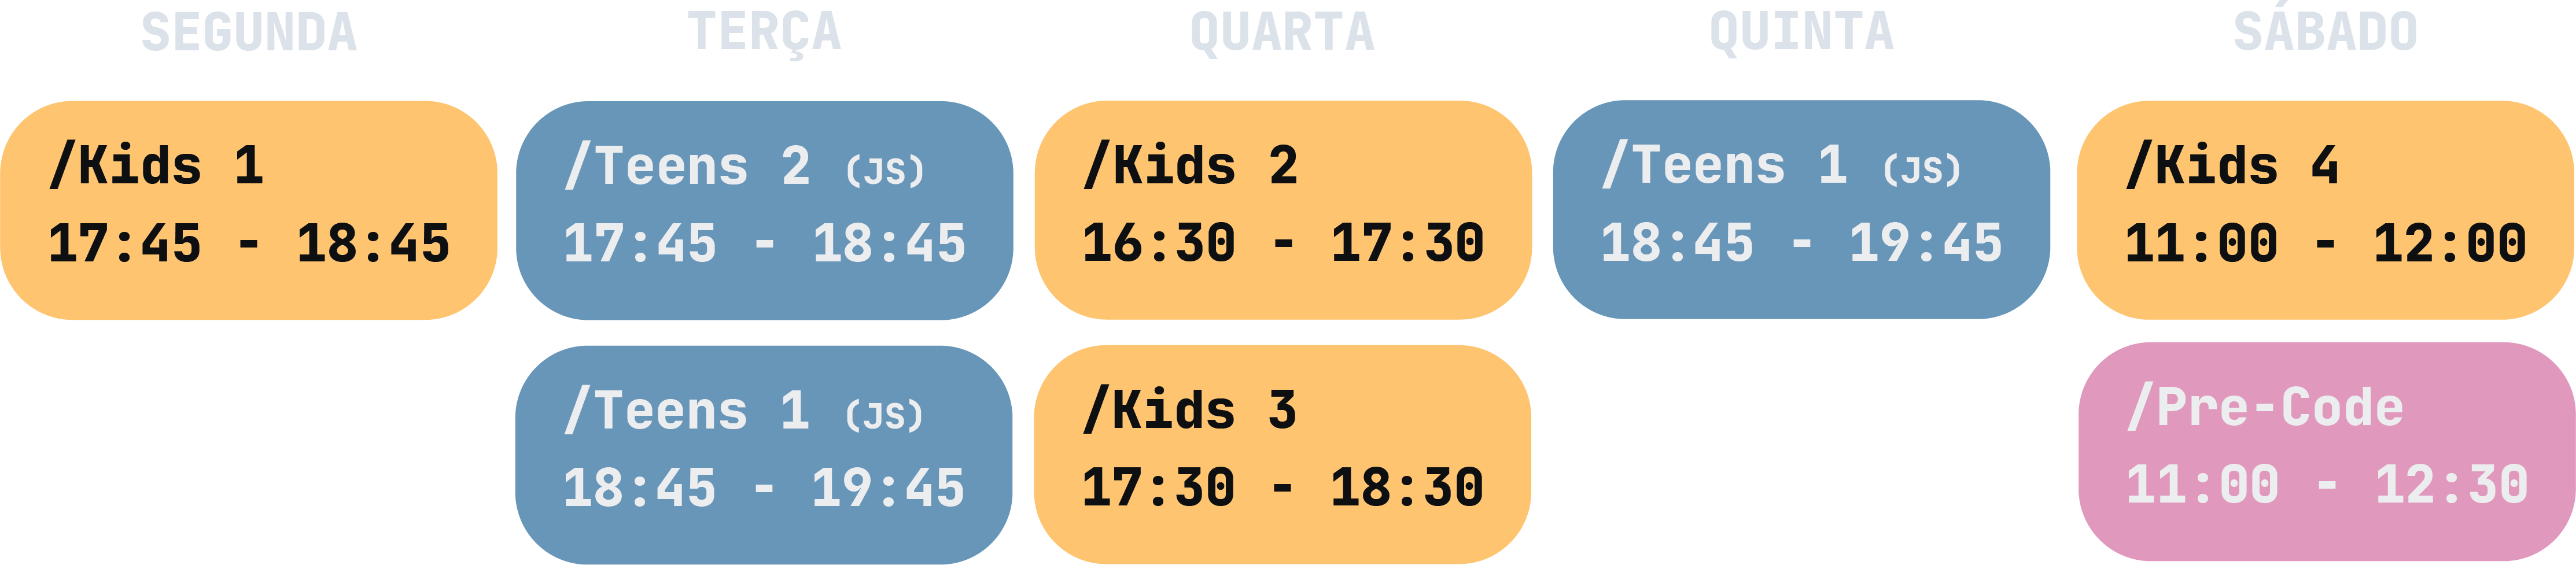 SEGUNDA
/Kids 1
17:45 - 18:45
TERÇA
/Teens 2 (JS)
17:45 - 18:45
/Teens 1 (JS)
18:45 - 19:45
QUARTA
/Kids 2
16:30 - 17:30
/Kids 3
17:30 - 18:30
QUINTA
/Teens 1 (JS)
18:45 - 19:45
SÁBADO
/Kids 4
11:00 - 12:00
/Pre-Code
11:00 - 12:30